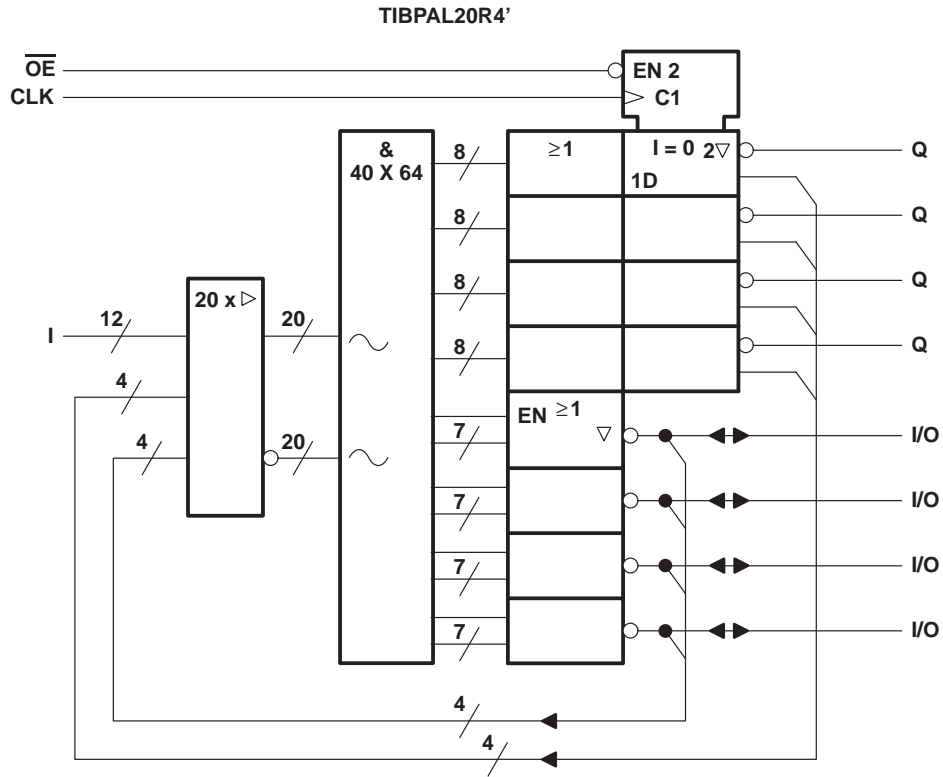 TIBPAL20R4'
OE
EN 2
CLK
C1
&
40 X 64
8
≥1
I = 0 2▽
1D
Q
8
Q
8
Q
20 x ▷
I
12
20
8
Q
4
EN ≥1
▽
7
I/O
4
20
7
I/O
7
I/O
7
I/O
4
4